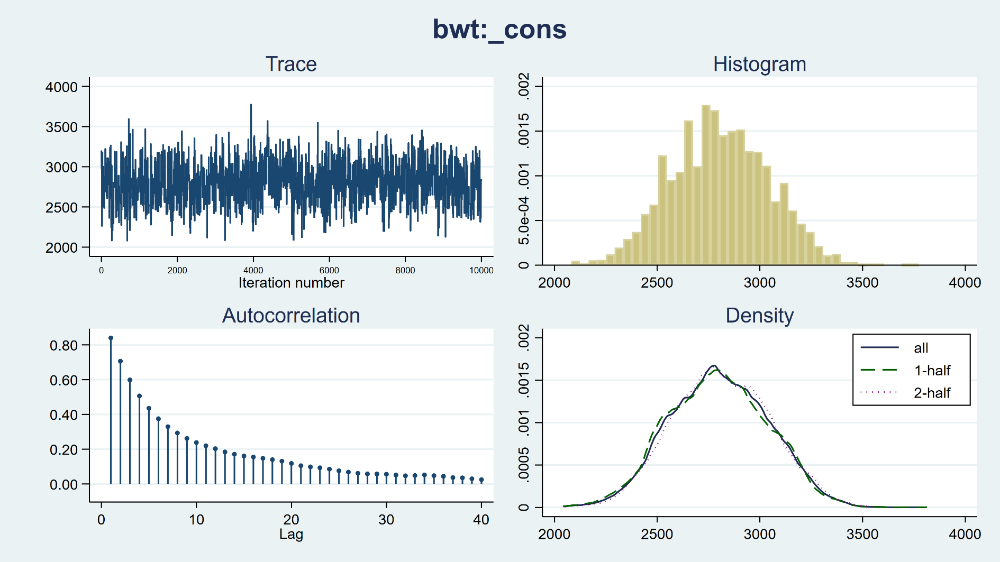 bwt:_cons
Trace
4000
3500
3000
2500
2000
0 2000 4000 6000 8000 10000
Iteration number
Histogram
.002
.0015
.001
5.0e-04
0
2000 2500 3000 3500 4000
Autocorrelation
0.80
0.60
0.40
0.20
0.00
0 10 20 30 40
Lag
Density
.002
.0015
.001
.0005
0
all
1-half
2-half
2000 2500 3000 3500 4000